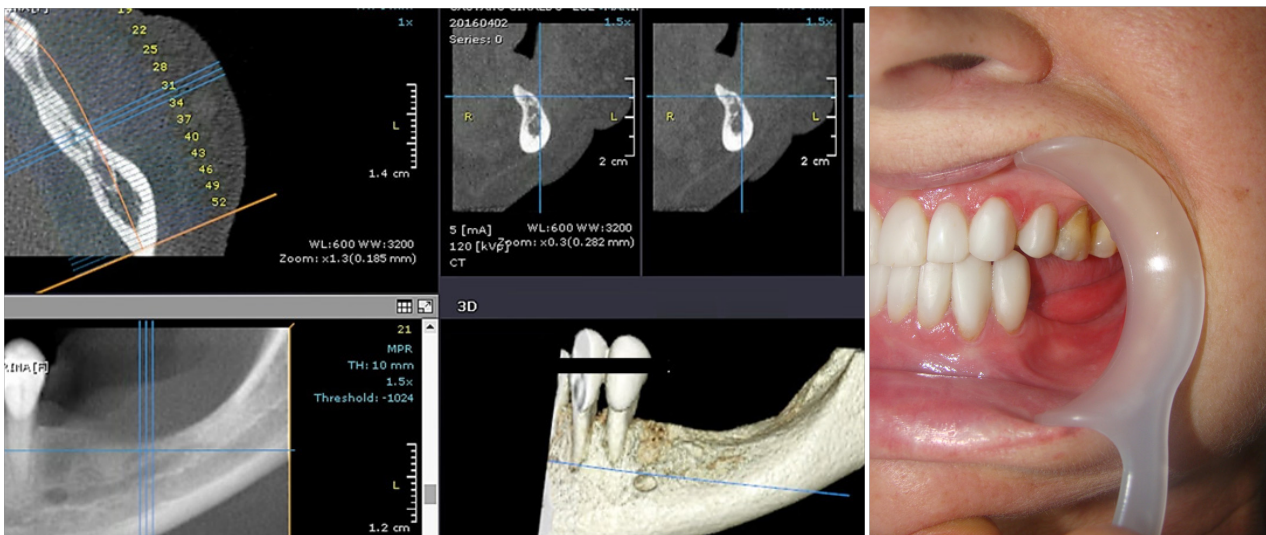 19
22
25
28
31
34
37
40
43
46
49
52
1x
L
1.4 cm
WL:600 WW:3200
Zoom: x1.3(0.185 mm)
20160402
Series: 0
1.5x
R
L
2 cm
5 [mA]
120 [kVp]
CT
WL:600 WW:3200
Zoom: x0.3(0.282 mm)
1.5x
R
L
2 cm
3D
21
MPR
TH: 10 mm
1.5x
Threshold: -1024
RINA[F]
L
1.2 cm